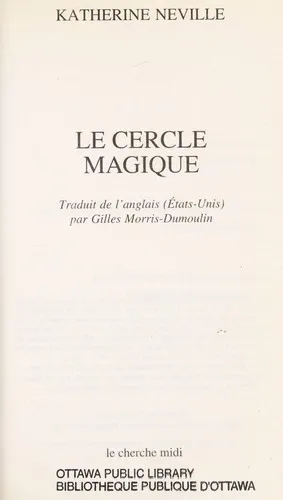 KATHERINE NEVILLE
LE CERCLE
MAGIQUE
Traduit de l'anglais (États-Unis)
par Gilles Morris-Dumoulin
le cherche midi
OTTAWA PUBLIC LIBRARY
BIBLIOTHEQUE PUBLIQUE D'OTTAWA